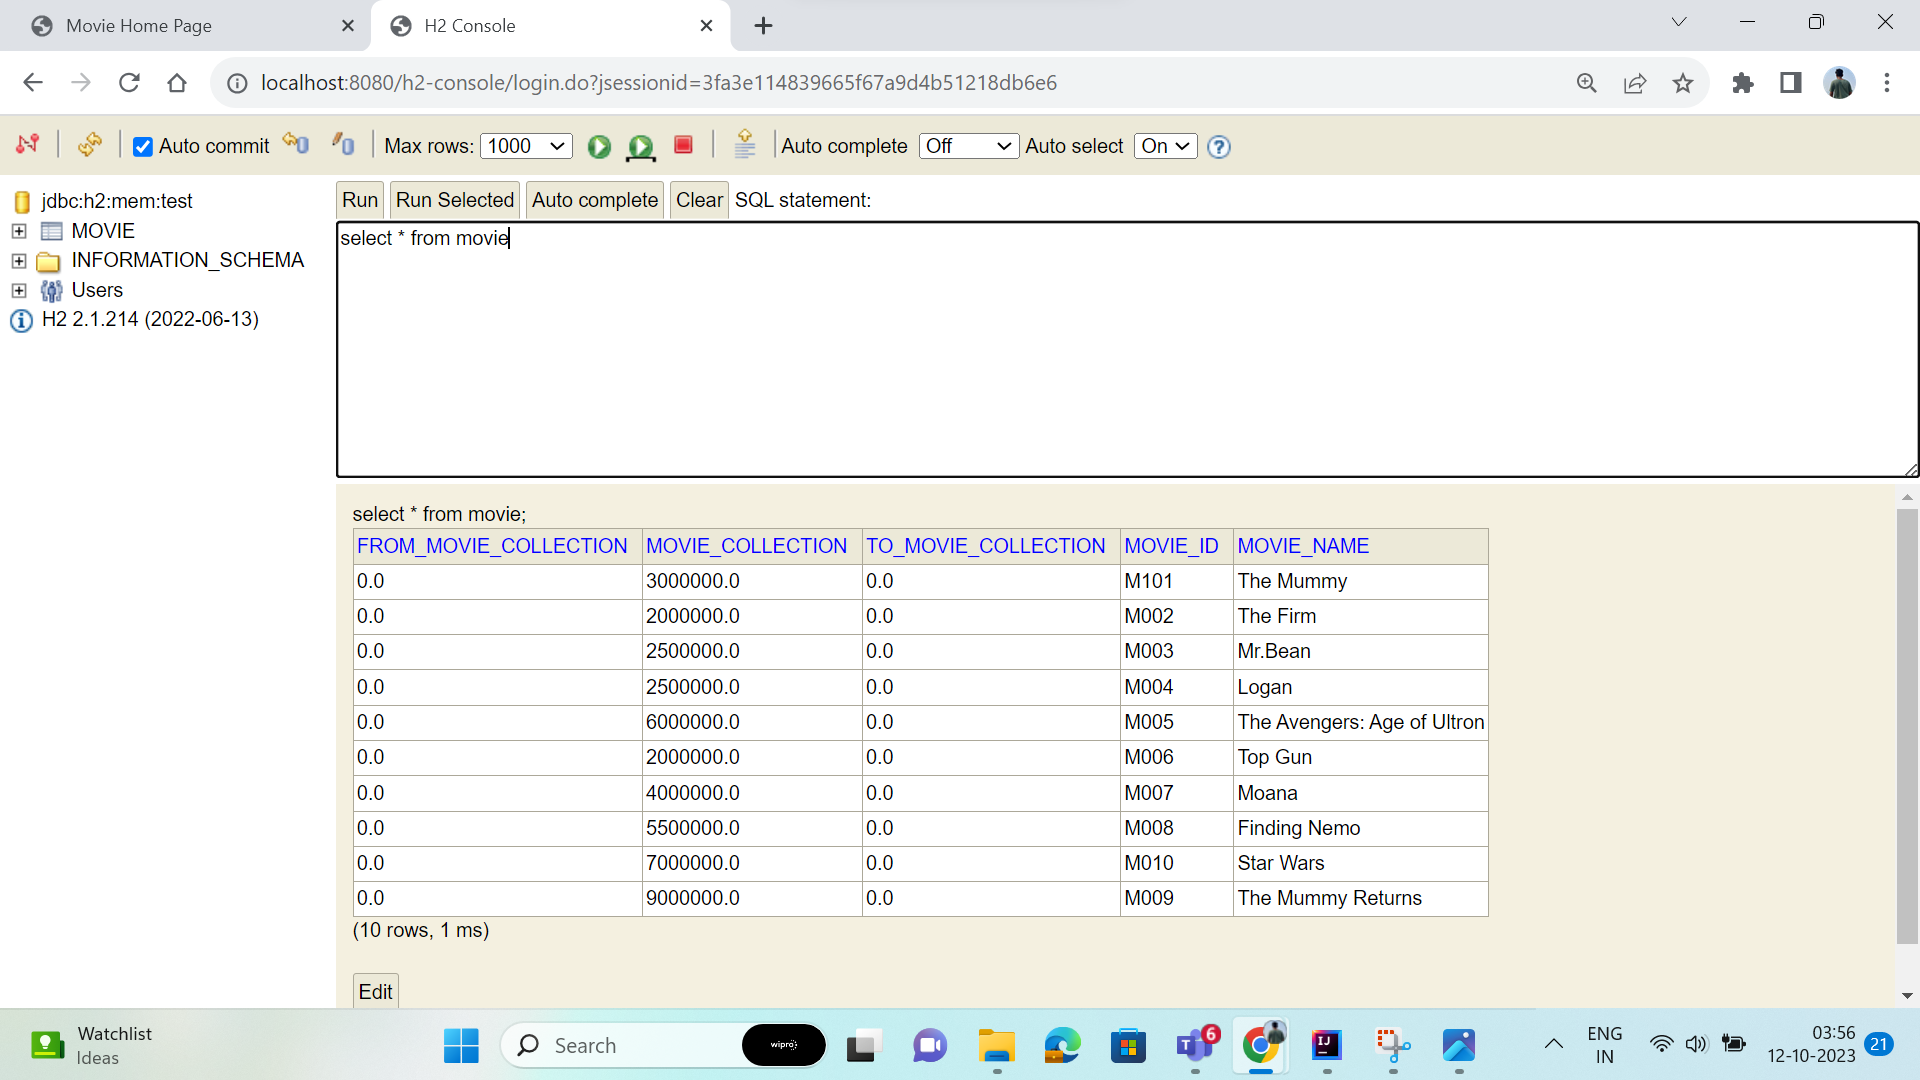 Movie Home Page
H2 Console
localhost:8080/h2-console/login.do?jsessionid=3fa3e114839665f67a9d4b51218db6e6
Auto commit
Max rows: 1000
Auto complete Off
Auto select On
jdbc:h2:mem:test
MOVIE
INFORMATION_SCHEMA
Users
H2 2.1.214 (2022-06-13)
Run Run Selected Auto complete Clear SQL statement:
select * from movie
select * from movie;
FROM_MOVIE_COLLECTION MOVIE_COLLECTION TO_MOVIE_COLLECTION MOVIE_ID MOVIE_NAME
0.0 3000000.0 0.0 M101 The Mummy
0.0 2000000.0 0.0 M002 The Firm
0.0 2500000.0 0.0 M003 Mr.Bean
0.0 2500000.0 0.0 M004 Logan
0.0 6000000.0 0.0 M005 The Avengers: Age of Ultron
0.0 2000000.0 0.0 M006 Top Gun
0.0 4000000.0 0.0 M007 Moana
0.0 5500000.0 0.0 M008 Finding Nemo
0.0 7000000.0 0.0 M010 Star Wars
0.0 9000000.0 0.0 M009 The Mummy Returns
(10 rows, 1 ms)
Edit
Watchlist
Ideas
Search
wipro
T
6
IJ
ENG
IN
03:56
12-10-2023
21